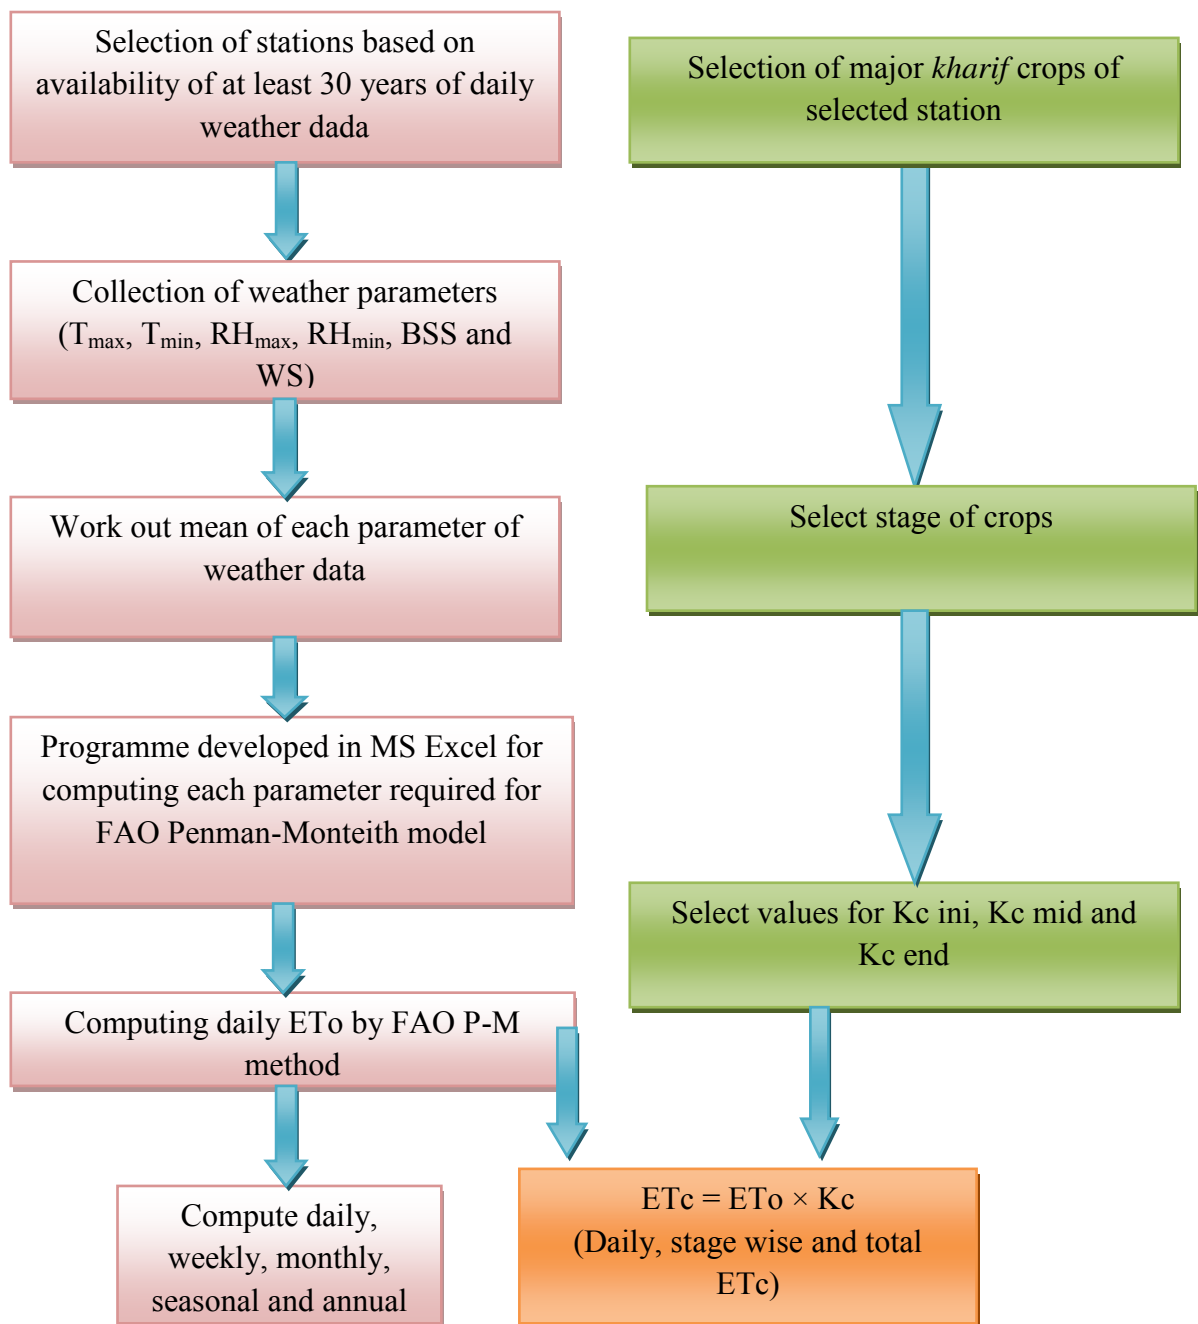 Selection of stations based on
availability of at least 30 years of daily
weather dada
Collection of weather parameters
(Tmax, Tmin, RHmax, RHmin, BSS and
WS)
Work out mean of each parameter of
weather data
Programme developed in MS Excel for
computing each parameter required for
FAO Penman-Monteith model
Computing daily ETo by FAO P-M
method
Compute daily,
weekly, monthly,
seasonal and annual
Selection of major kharif crops of
selected station
Select stage of crops
Select values for Kc ini, Kc mid and
Kc end
ETc = ETo × Kc
(Daily, stage wise and total
ETc)